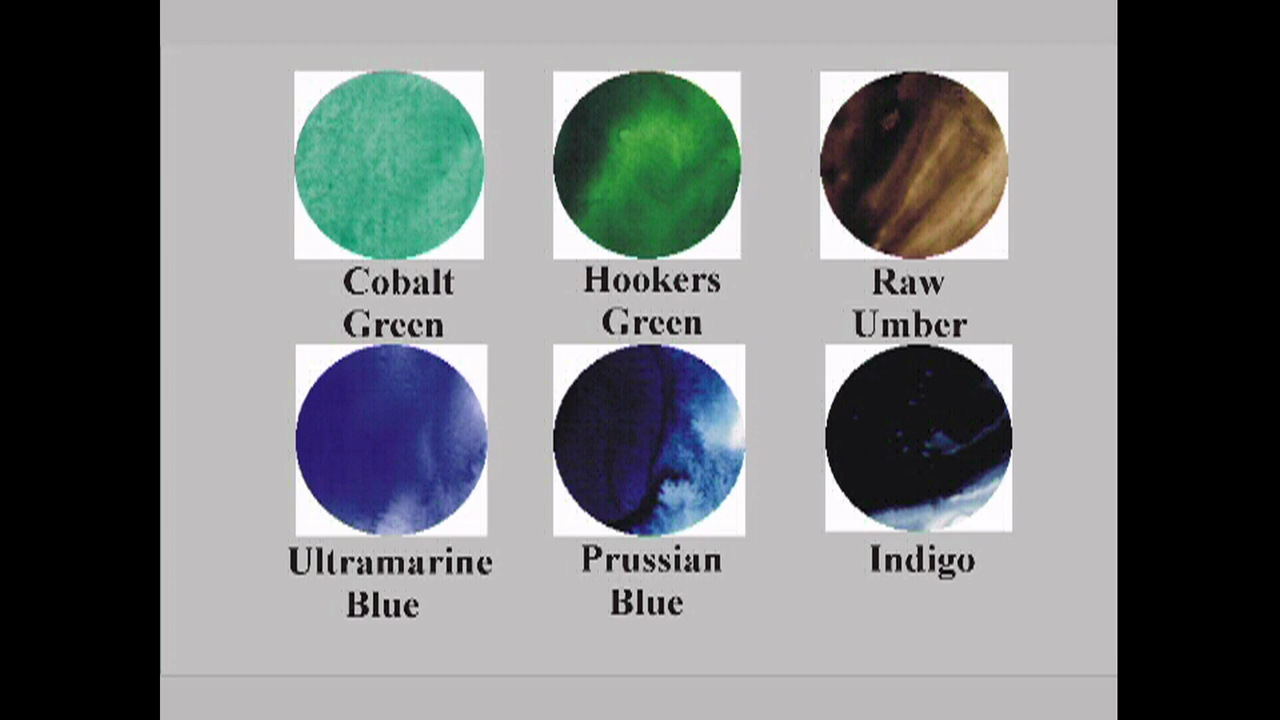 Cobalt
Green
Hookers
Green
Raw
Umber
Ultramarine
Blue
Prussian
Blue
Indigo